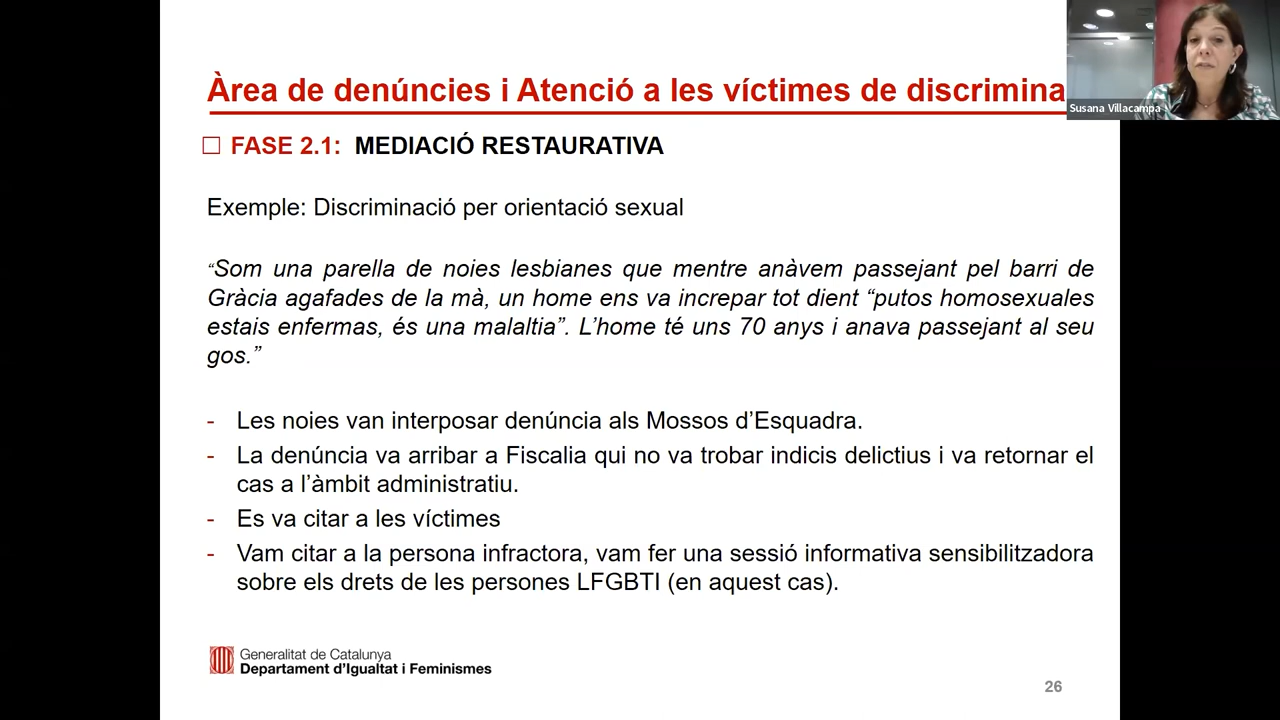 Àrea de denúncies i Atenció a les víctimes de discrimina
Susana Villacampa
FASE 2.1: MEDIACIÓ RESTAURATIVA
Exemple: Discriminació per orientació sexual
“Som una parella de noies lesbianes que mentre anàvem passejant pel barri de
Gràcia agafades de la mà, un home ens va increpar tot dient “putos homosexuales
estais enfermas, és una malaltia”. L’home té uns 70 anys i anava passejant al seu
gos.”
- Les noies van interposar denúncia als Mossos d’Esquadra.
- La denúncia va arribar a Fiscalia qui no va trobar indicis delictius i va retornar el
cas a l’àmbit administratiu.
- Es va citar a les víctimes
- Vam citar a la persona infractora, vam fer una sessió informativa sensibilitzadora
sobre els drets de les persones LFGBTI (en aquest cas).
Generalitat de Catalunya
Departament d’Igualtat i Feminismes
26